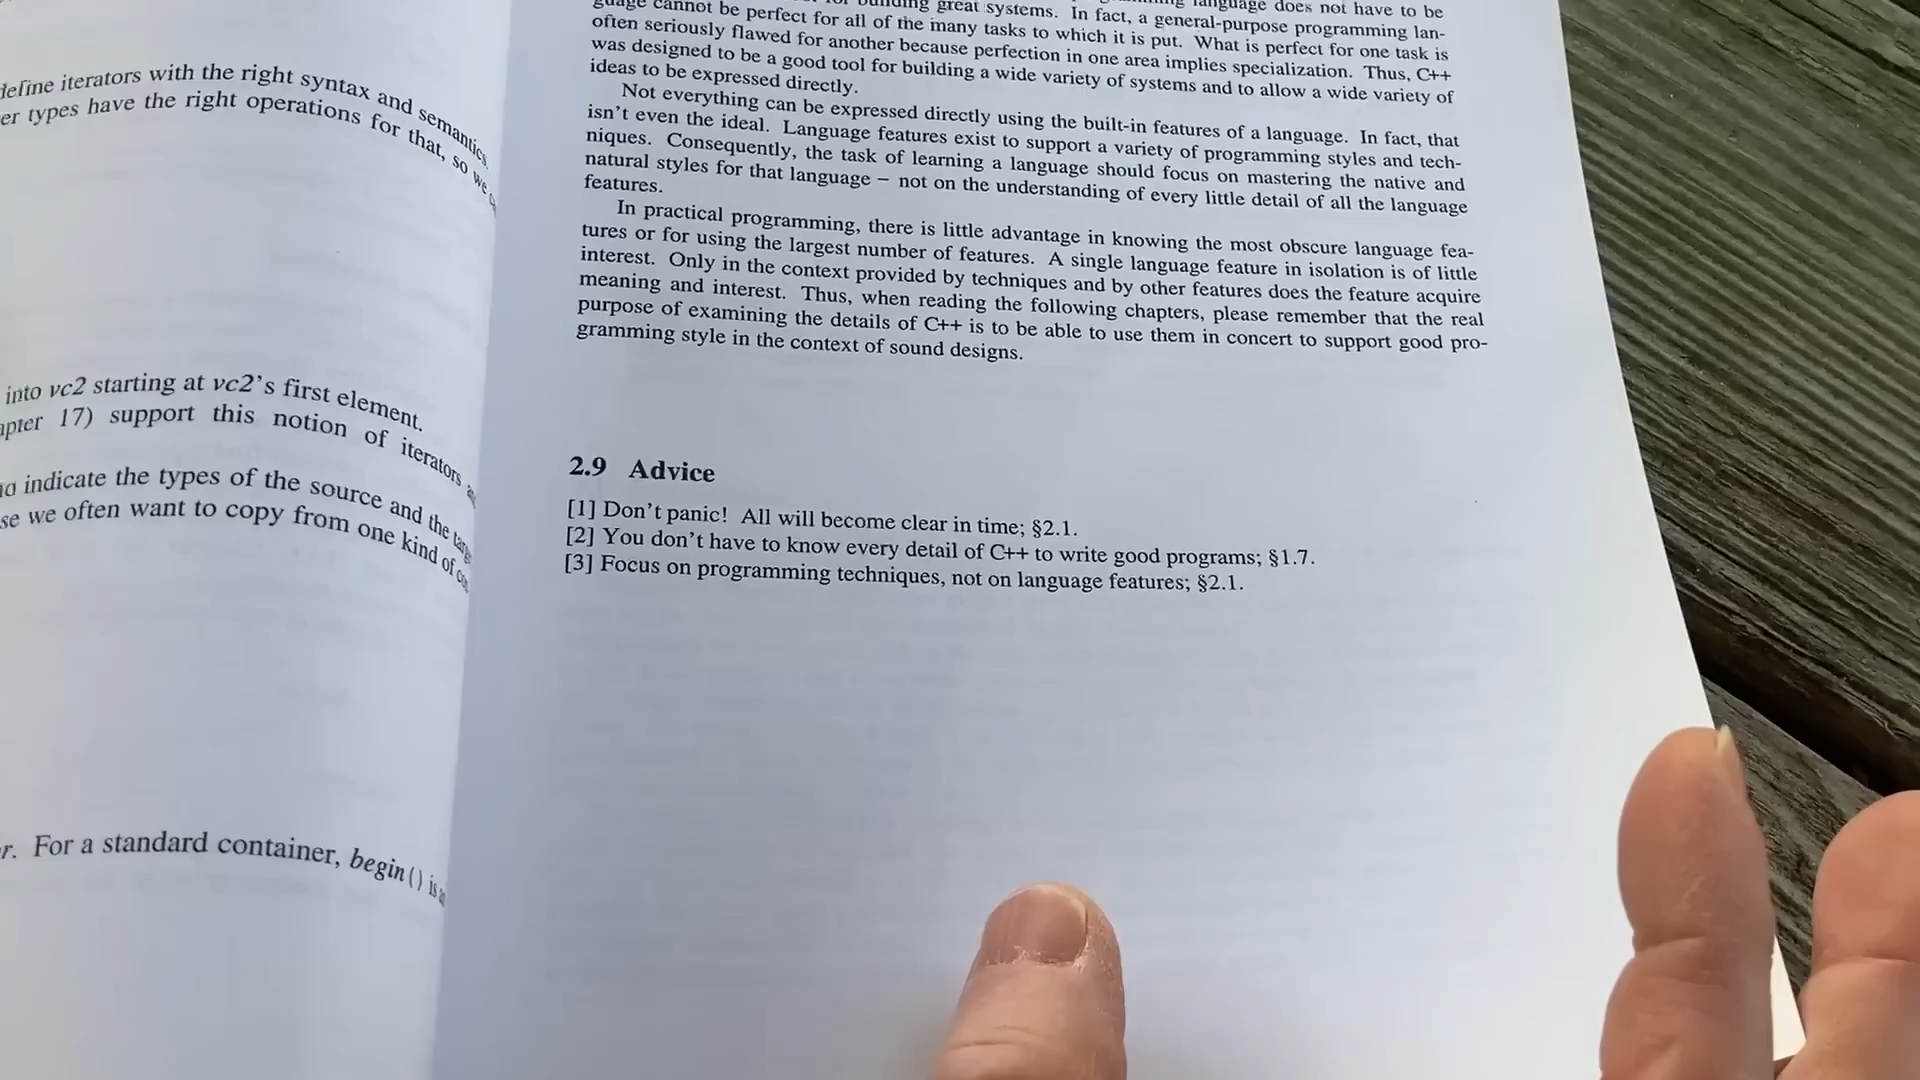 define iterators with the right syntax and semantics.
er types have the right operations for that, so we
into vc2 starting at vc2's first element.
17) support this notion of iterators
indicate the types of the source and the
se we often want to copy from one kind of
r. For a standard container, begin() is
language does not have to be
building great systems. In fact, a general-purpose programming lan-
guage cannot be perfect for all of the many tasks to which it is put. What is perfect for one task is
often seriously flawed for another because perfection in one area implies specialization. Thus, C++
was designed to be a good tool for building a wide variety of systems and to allow a wide variety of
ideas to be expressed directly.
Not everything can be expressed directly using the built-in features of a language. In fact, that
isn't even the ideal. Language features exist to support a variety of programming styles and tech-
niques. Consequently, the task of learning a language should focus on mastering the native and
natural styles for that language – not on the understanding of every little detail of all the language
features.
In practical programming, there is little advantage in knowing the most obscure language fea-
tures or for using the largest number of features. A single language feature in isolation is of little
interest. Only in the context provided by techniques and by other features does the feature acquire
meaning and interest. Thus, when reading the following chapters, please remember that the real
purpose of examining the details of C++ is to be able to use them in concert to support good pro-
gramming style in the context of sound designs.
2.9 Advice
[1] Don't panic! All will become clear in time; §2.1.
[2] You don't have to know every detail of C++ to write good programs; §1.7.
[3] Focus on programming techniques, not on language features; §2.1.